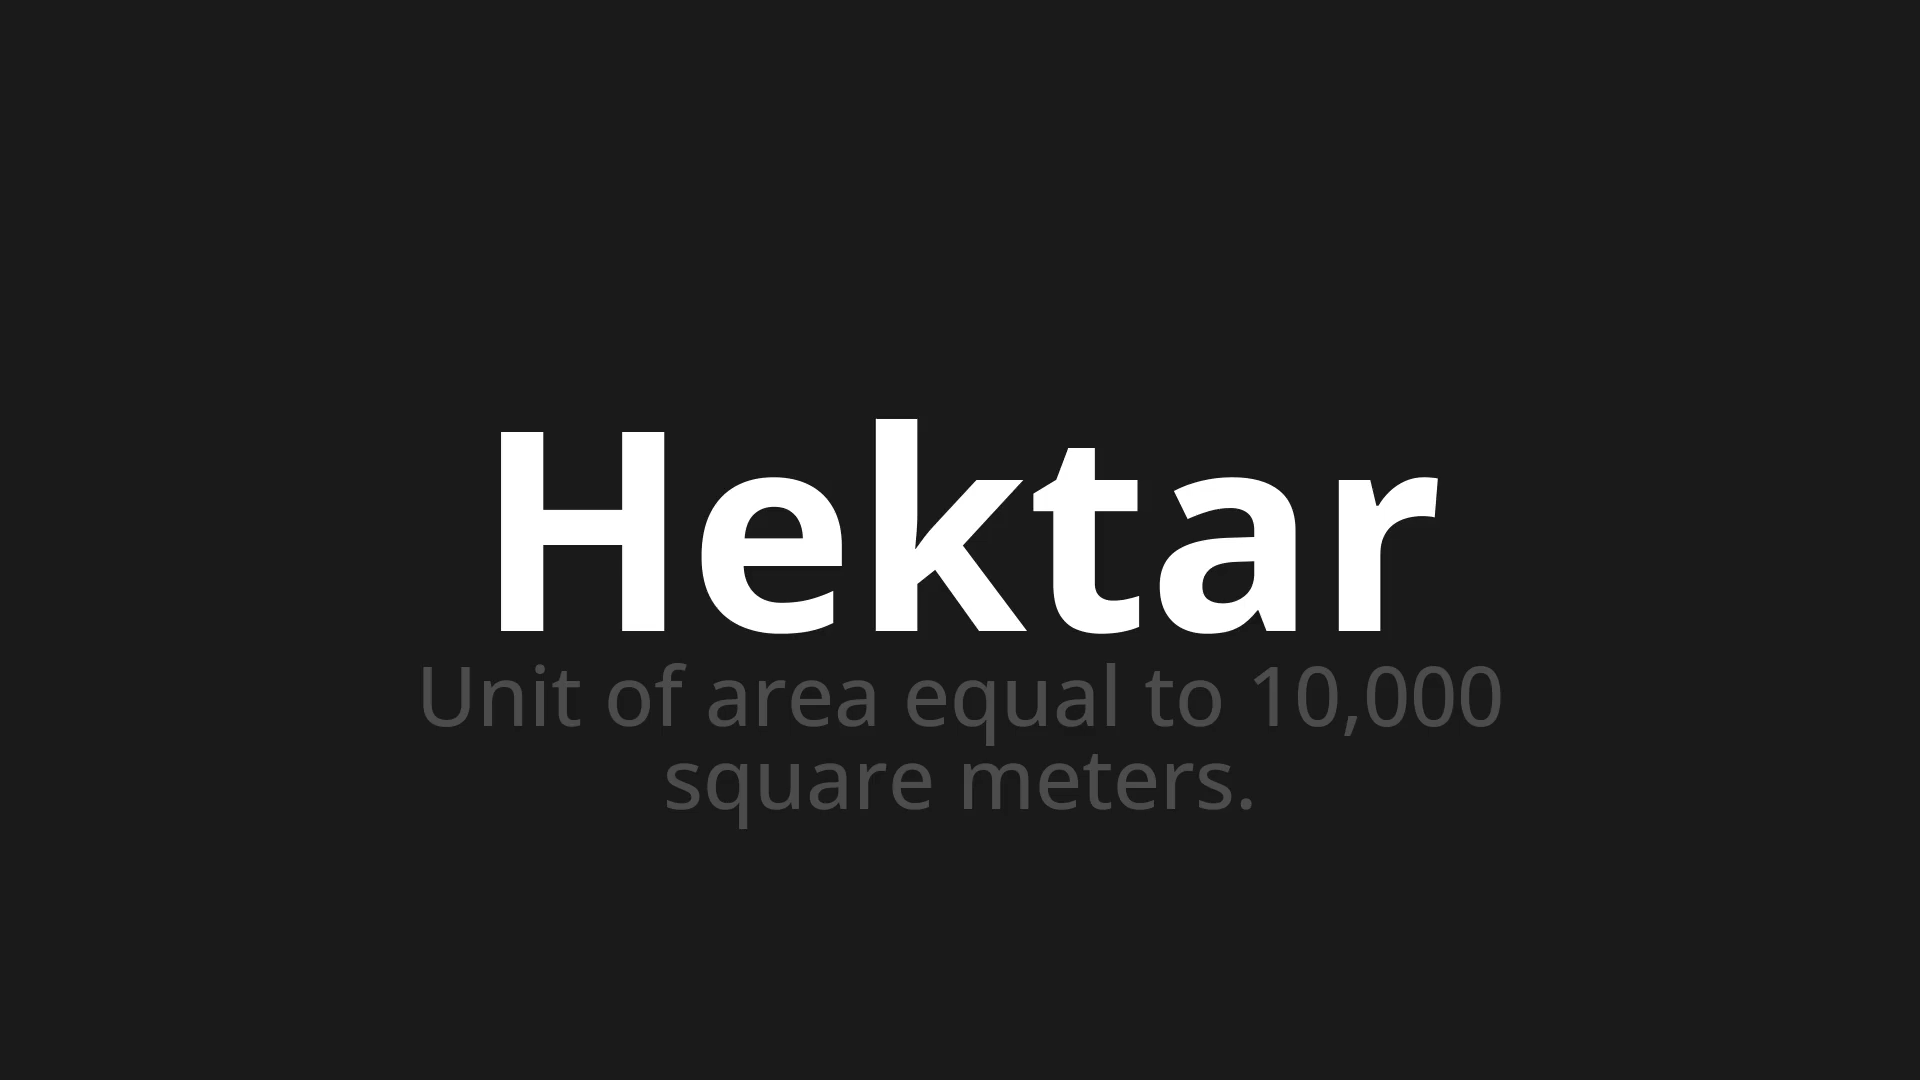 Hektar
Unit of area equal to 10,000
square meters.